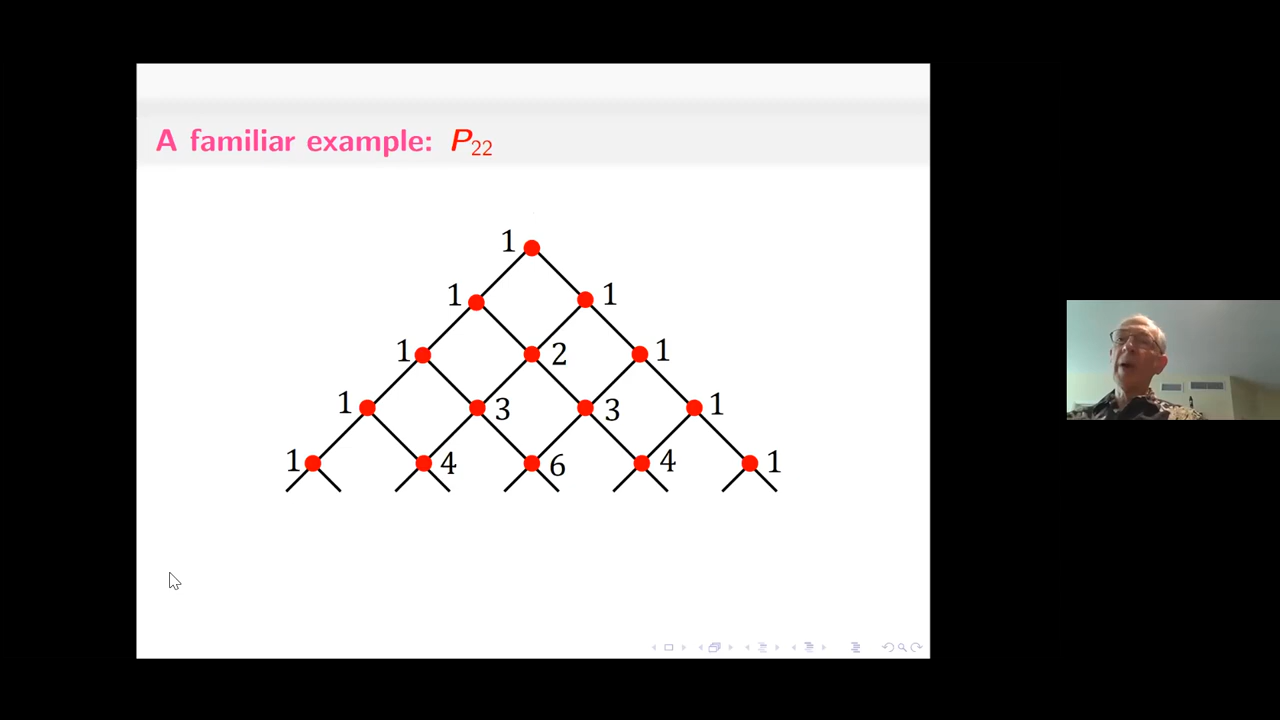 A familiar example: P22
1
1 1
1 2 1
1 3 3 1
1 4 6 4 1